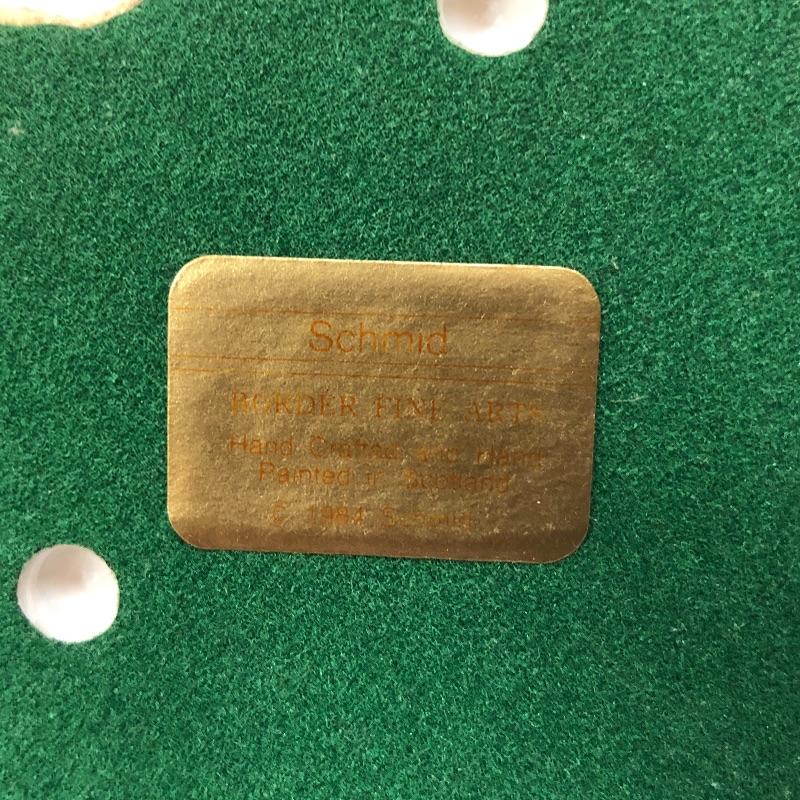 Schmid
BORDER FINE ARTS
Hand Crafted and Hand
Painted in Scotland
© 1984 Schmid